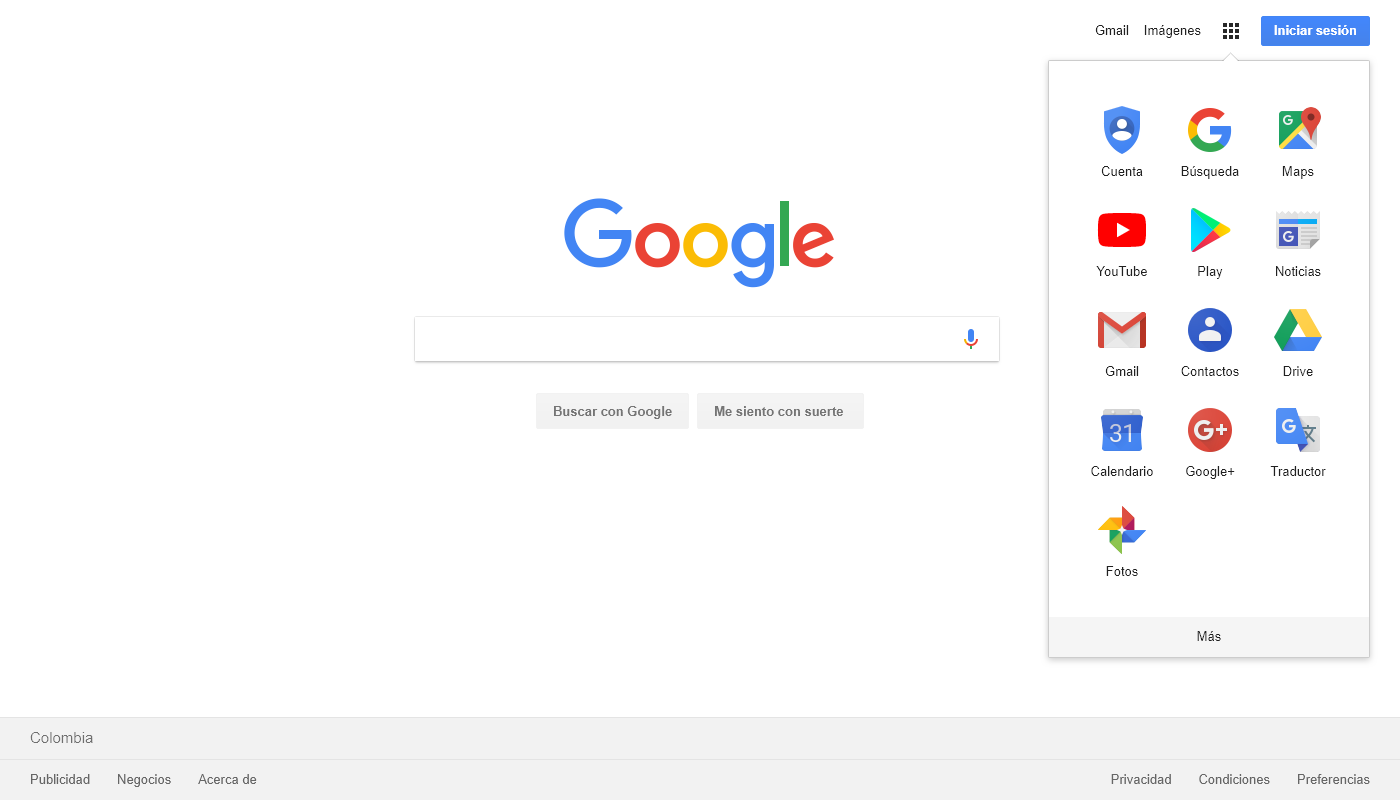 Gmail Imágenes Iniciar sesión
Google
Buscar con Google Me siento con suerte
Cuenta Búsqueda Maps
YouTube Play Noticias
Gmail Contactos Drive
31
Calendario Google+ Traductor
Fotos
Más
Colombia
Publicidad Negocios Acerca de Privacidad Condiciones Preferencias